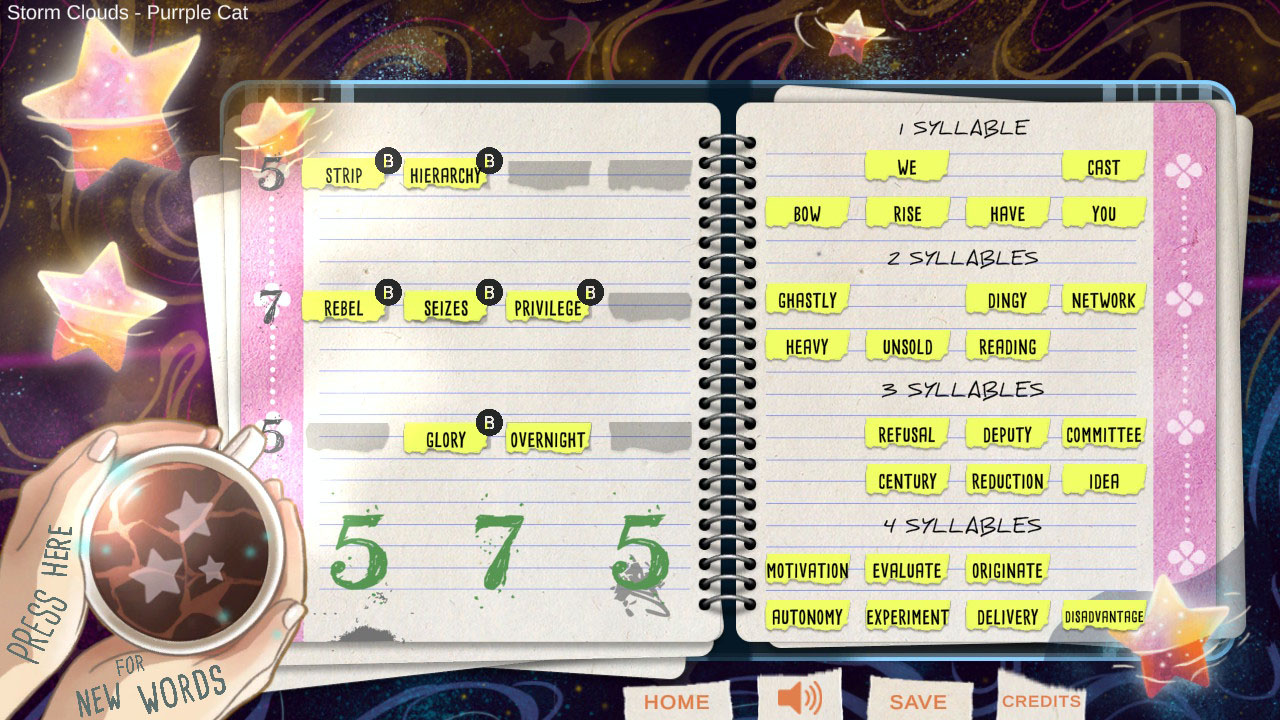 Storm Clouds - Purrple Cat
5 STRIP B HIERARCHY B
7 REBEL B SEIZES B PRIVILEGE B
5 GLORY B OVERNIGHT
5 7 5
PRESS HERE
FOR
NEW WORDS
1 SYLLABLE
WE CAST
BOW RISE HAVE YOU
2 SYLLABLES
GHASTLY DINGY NETWORK
HEAVY UNSOLD READING
3 SYLLABLES
REFUSAL DEPUTY COMMITTEE
CENTURY REDUCTION IDEA
4 SYLLABLES
MOTIVATION EVALUATE ORIGINATE
AUTONOMY EXPERIMENT DELIVERY DISADVANTAGE
HOME SAVE CREDITS